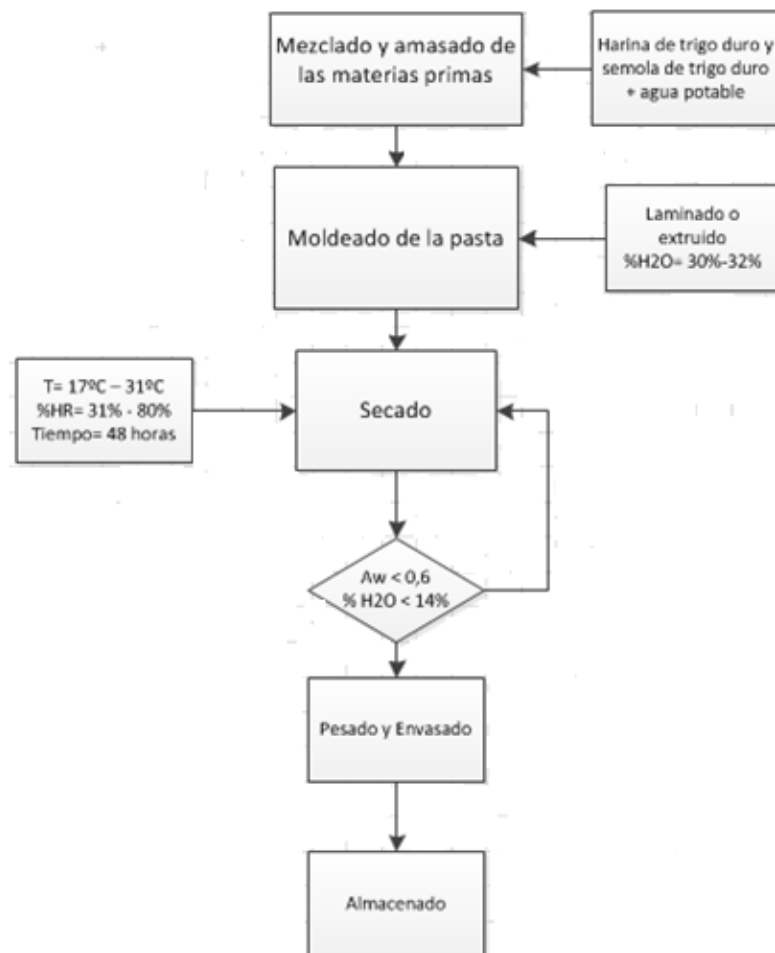 Mezclado y amasado de
las materias primas
Harina de trigo duro y
semola de trigo duro
+ agua potable
Moldeado de la pasta
Laminado o
extruido
%H2O= 30%-32%
T= 17ºC – 31ºC
%HR= 31% - 80%
Tiempo= 48 horas
Secado
Aw < 0,6
% H2O < 14%
Pesado y Envasado
Almacenado